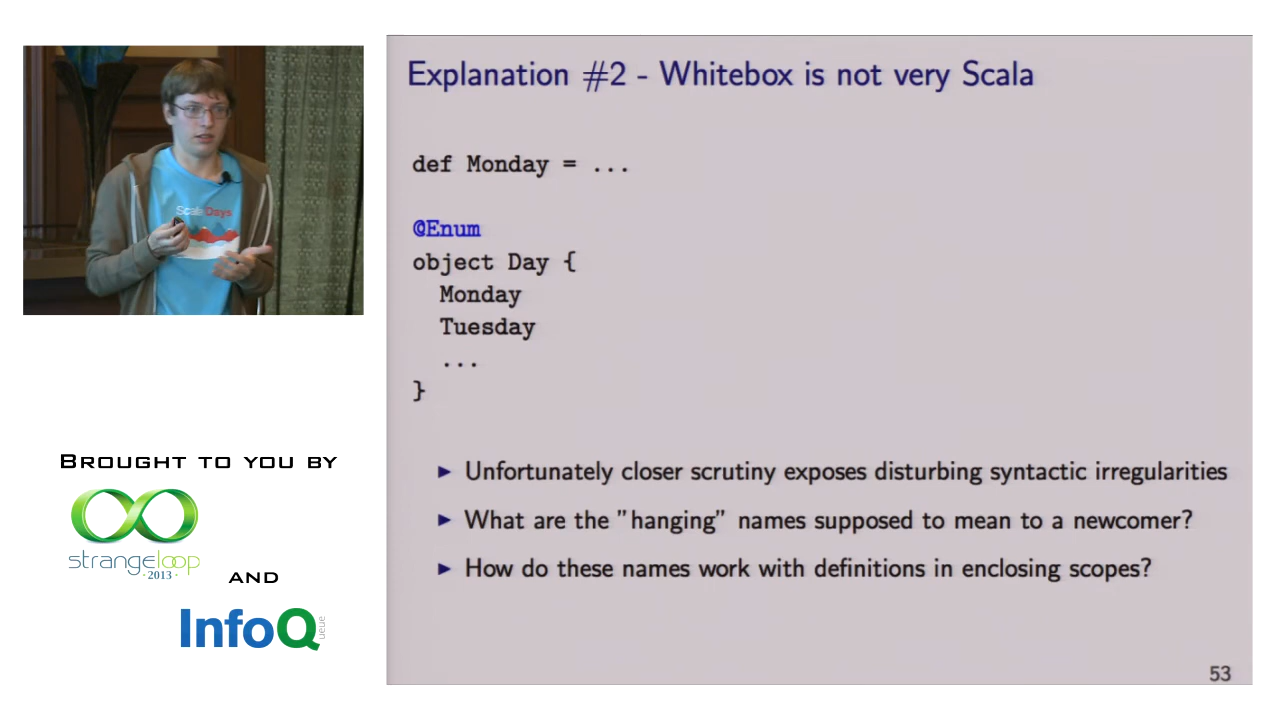 Explanation #2 - Whitebox is not very Scala
def Monday = ...
@Enum
object Day {
Monday
Tuesday
...
}
▶ Unfortunately closer scrutiny exposes disturbing syntactic irregularities
▶ What are the "hanging" names supposed to mean to a newcomer?
▶ How do these names work with definitions in enclosing scopes?
53
Scala Days
BROUGHT TO YOU BY
strangeloop
·2013·
AND
InfoQ